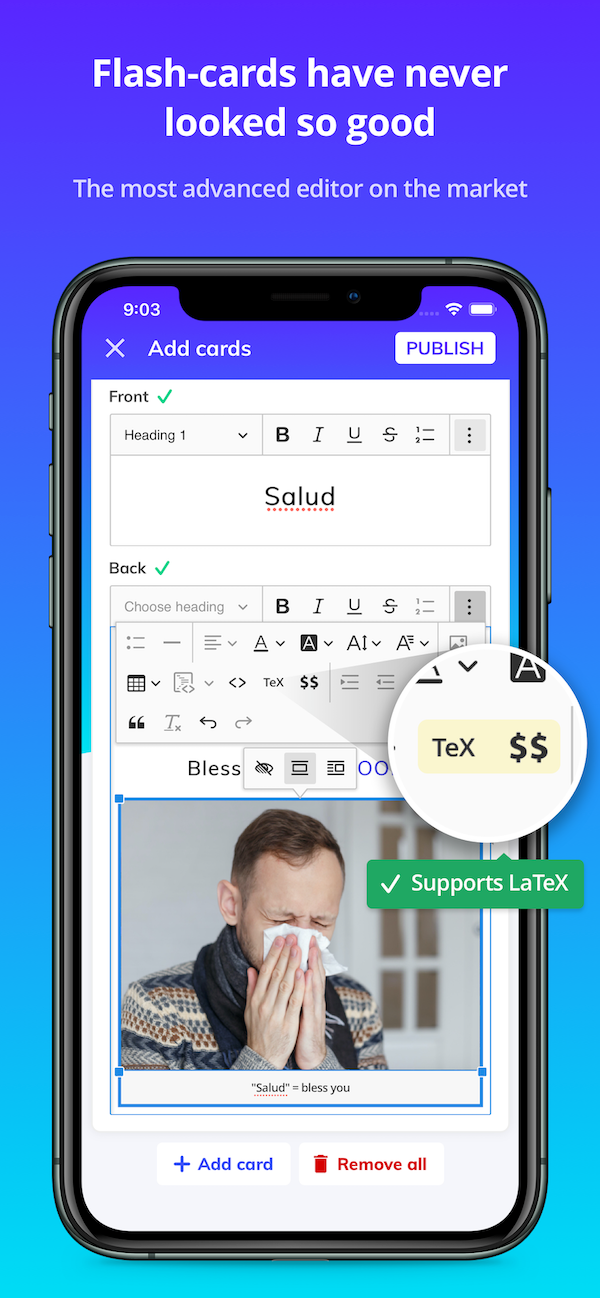 Flash-cards have never
looked so good
The most advanced editor on the market
9:03
Add cards
PUBLISH
Front
Heading 1
B I U S
Salud
Back
Choose heading
B I U S
A A AI A
TeX $$
Bless
TeX $$
Supports LaTeX
"Salud" = bless you
Add card
Remove all